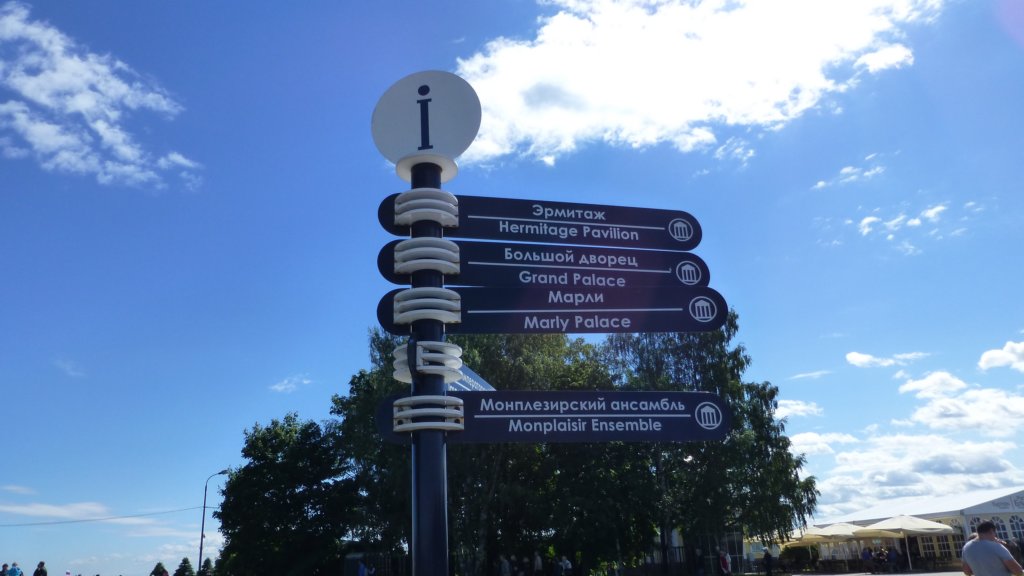 i
Эрмитаж
Hermitage Pavilion
Большой дворец
Grand Palace
Марли
Marly Palace
Монплезирский ансамбль
Monplaisir Ensemble